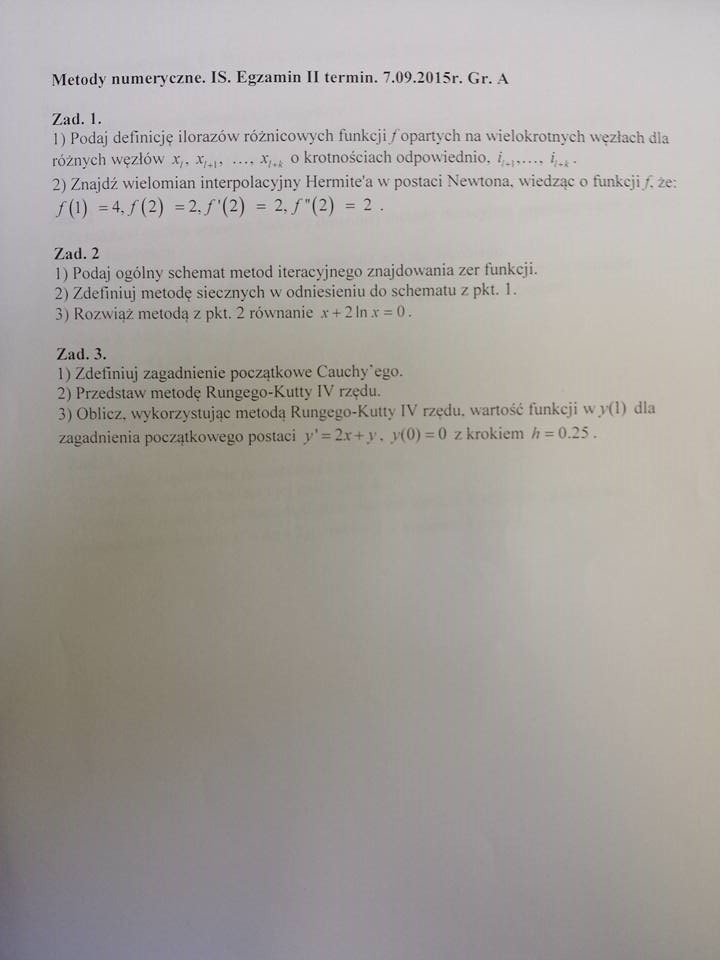 Metody numeryczne. IS. Egzamin II termin. 7.09.2015r. Gr. A
Zad. 1.
1) Podaj definicję ilorazów różnicowych funkcji f opartych na wielokrotnych węzłach dla
różnych węzłów x_l, x_{l+1}, ..., x_{l+k} o krotnościach odpowiednio, i_{l+1},..., i_{l+k}.
2) Znajdź wielomian interpolacyjny Hermite'a w postaci Newtona, wiedząc o funkcji f, że:
f(1) = 4, f(2) = 2, f'(2) = 2, f"(2) = 2 .
Zad. 2
1) Podaj ogólny schemat metod iteracyjnego znajdowania zer funkcji.
2) Zdefiniuj metodę siecznych w odniesieniu do schematu z pkt. 1.
3) Rozwiąż metodą z pkt. 2 równanie x + 2 ln x = 0 .
Zad. 3.
1) Zdefiniuj zagadnienie początkowe Cauchy'ego.
2) Przedstaw metodę Rungego-Kutty IV rzędu.
3) Oblicz, wykorzystując metodą Rungego-Kutty IV rzędu, wartość funkcji w y(1) dla
zagadnienia początkowego postaci y' = 2x + y , y(0) = 0 z krokiem h = 0.25 .